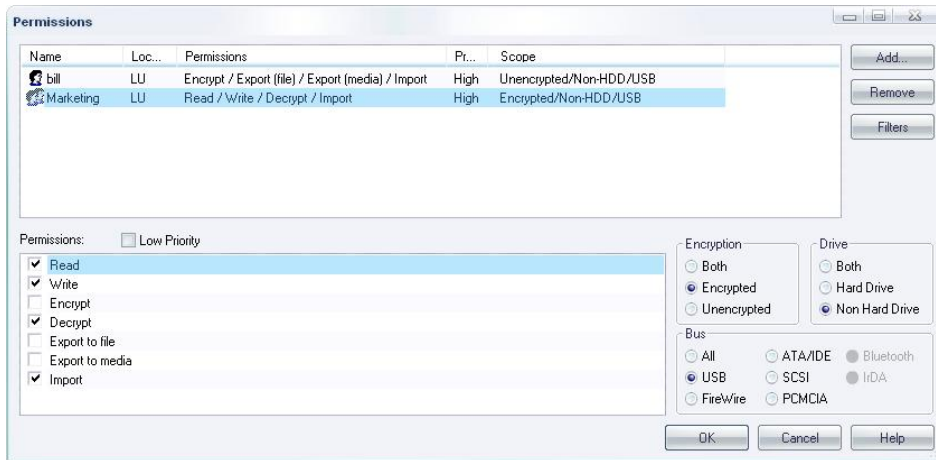 Permissions
Name Loc... Permissions Pr... Scope
bill LU Encrypt / Export (file) / Export (media) / Import High Unencrypted/Non-HDD/USB
Marketing LU Read / Write / Decrypt / Import High Encrypted/Non-HDD/USB
Add...
Remove
Filters
Permissions: Low Priority
Read
Write
Encrypt
Decrypt
Export to file
Export to media
Import
Encryption
Both
Encrypted
Unencrypted
Drive
Both
Hard Drive
Non Hard Drive
Bus
All ATA/IDE Bluetooth
USB SCSI IrDA
FireWire PCMCIA
OK Cancel Help